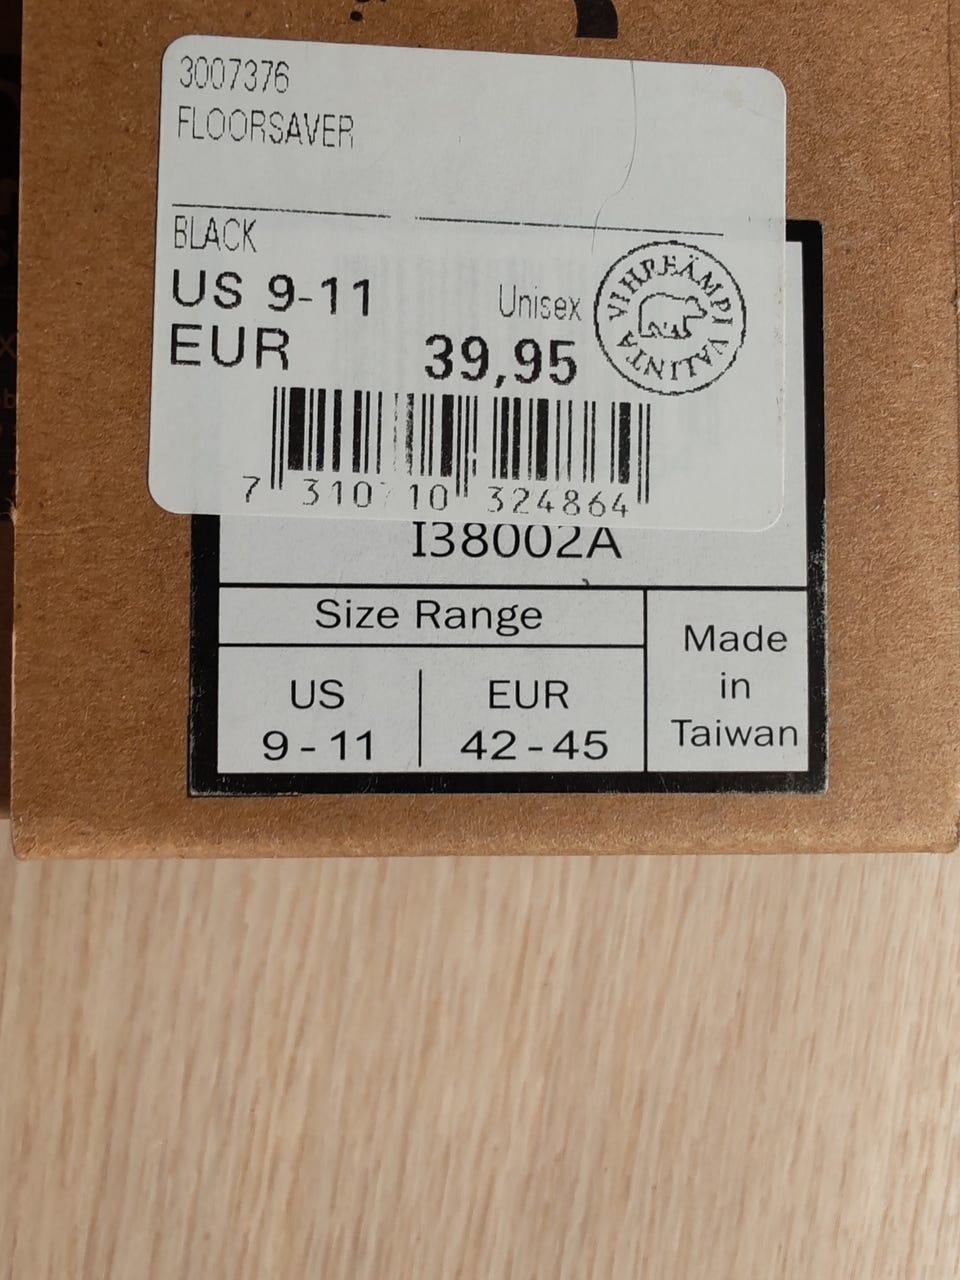 3007376
FLOORSAVER
BLACK
US 9-11
Unisex
EUR 39,95
VIHREÄMPI VALINTA
7 310710 324864
I38002A
Size Range
US
EUR
9 - 11
42 - 45
Made
in
Taiwan